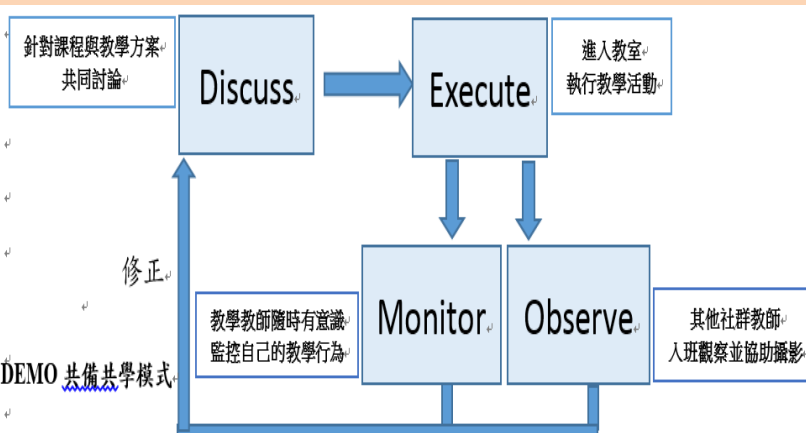 針對課程與教學方案
共同討論
Discuss
Execute
進入教室
執行教學活動
修正
教學教師隨時有意識
監控自己的教學行為
Monitor
Observe
其他社群教師
入班觀察並協助攝影
DEMO 共備共學模式